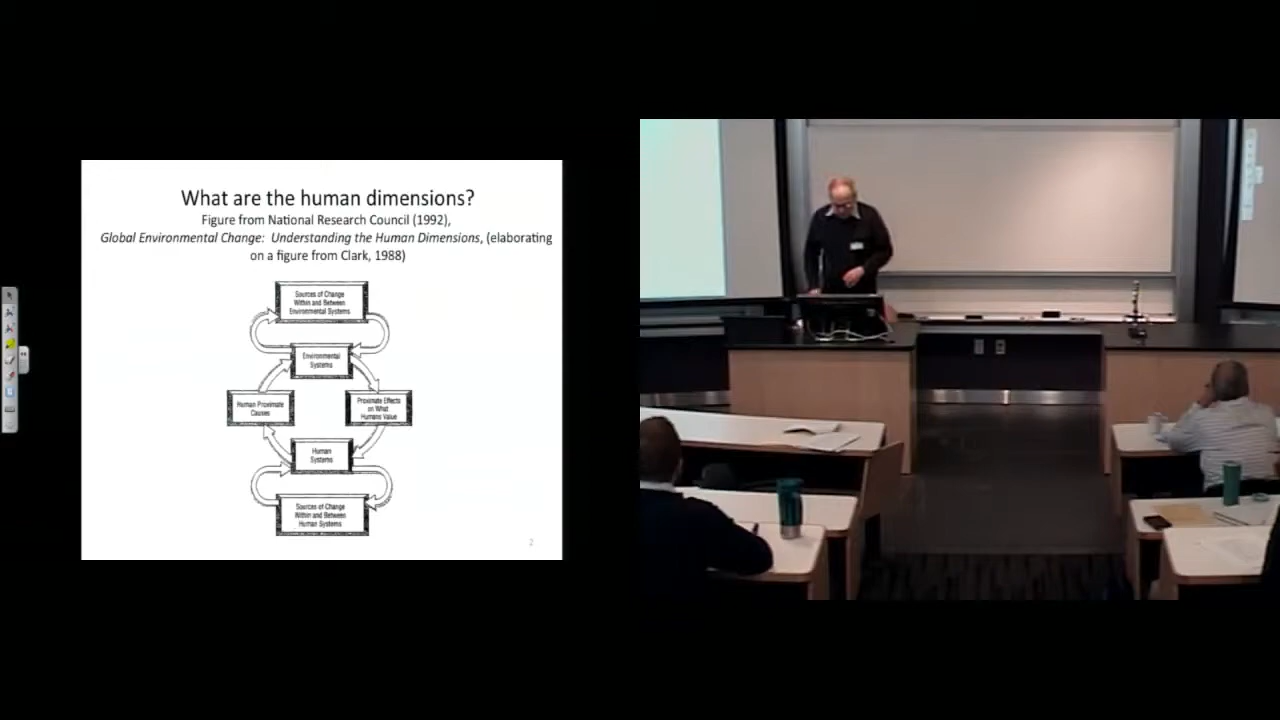 What are the human dimensions?
Figure from National Research Council (1992),
Global Environmental Change: Understanding the Human Dimensions, (elaborating
on a figure from Clark, 1988)
Sources of Change
Within and Between
Environmental Systems
Environmental
Systems
Human Proximate
Causes
Proximate Effects
on What
Humans Value
Human
Systems
Sources of Change
Within and Between
Human Systems
2